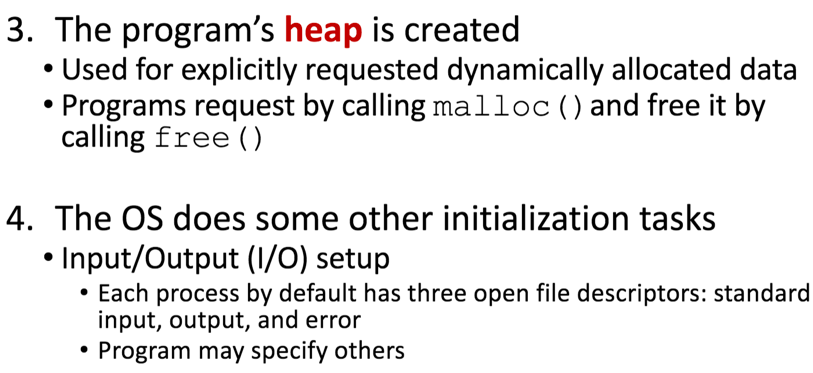 3. The program's heap is created
• Used for explicitly requested dynamically allocated data
• Programs request by calling malloc() and free it by
calling free()
4. The OS does some other initialization tasks
• Input/Output (I/O) setup
• Each process by default has three open file descriptors: standard
input, output, and error
• Program may specify others